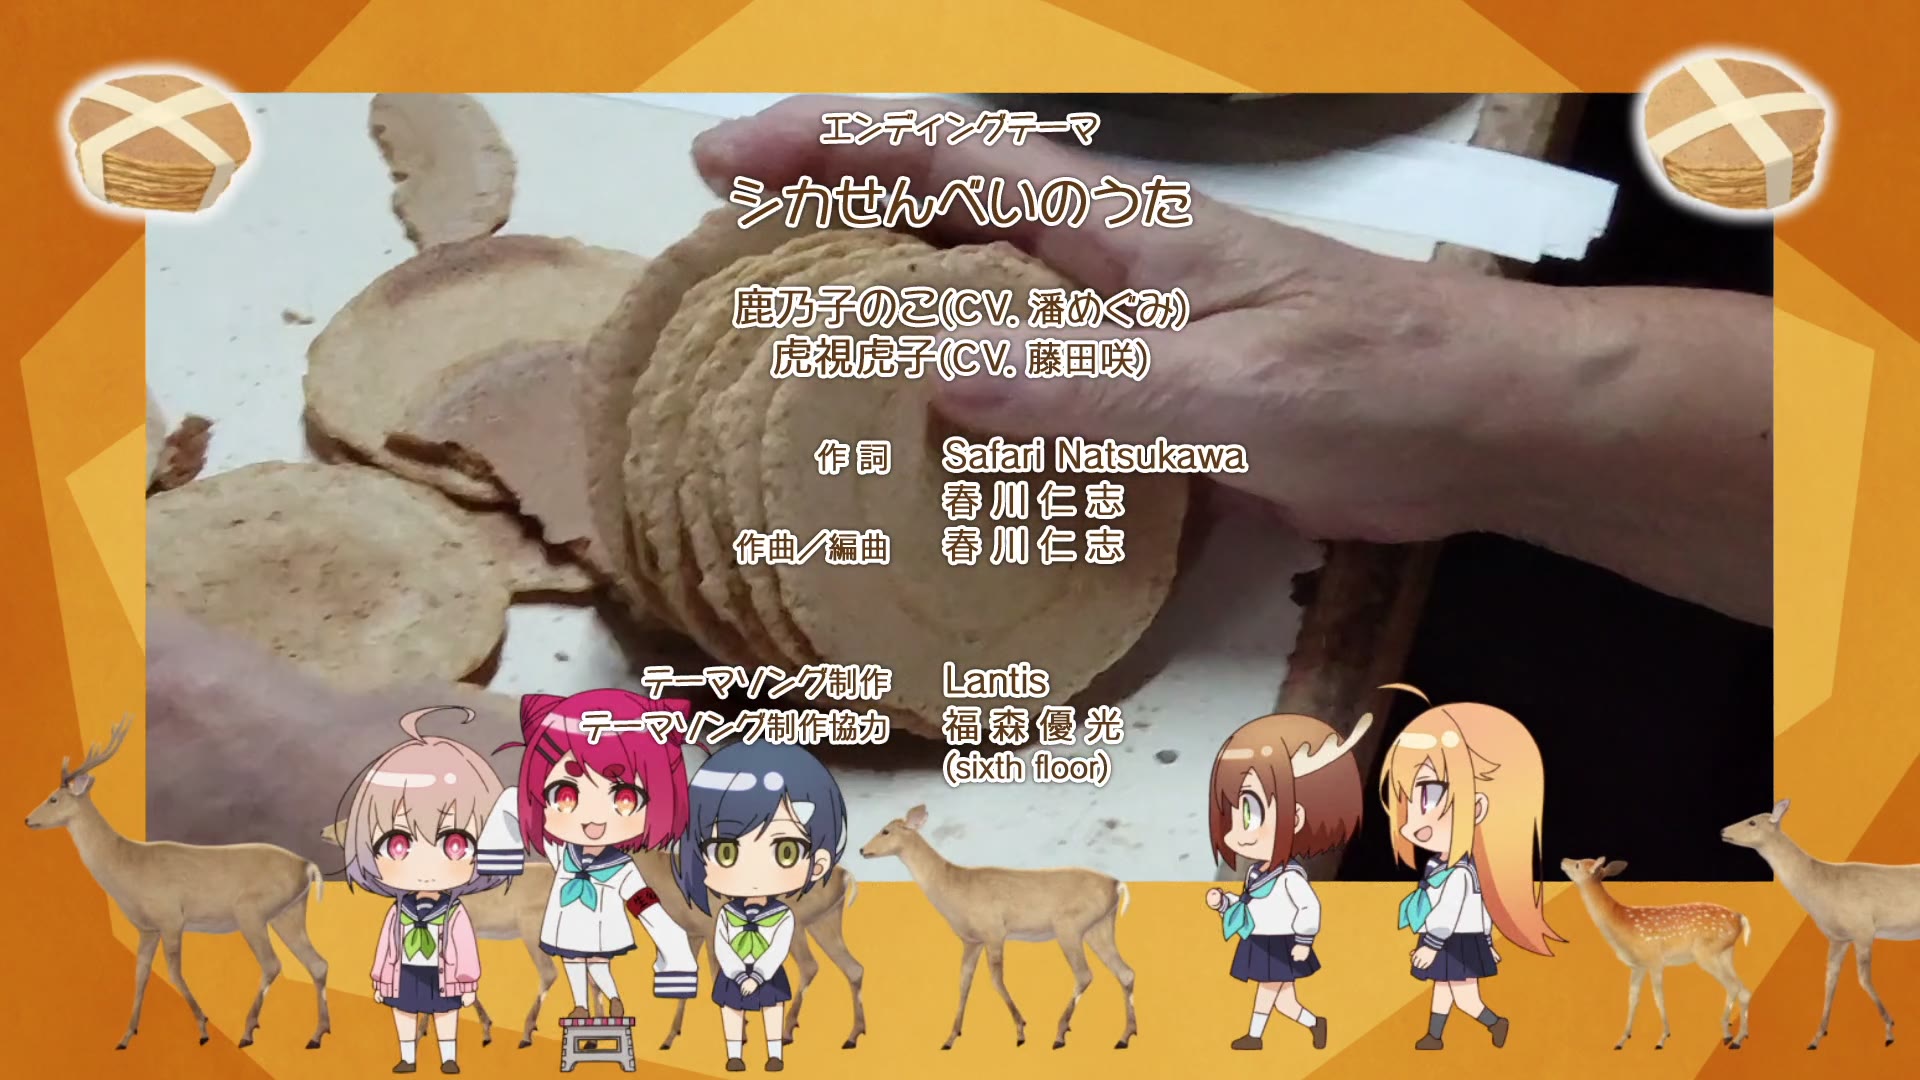 エンディングテーマ
シカせんべいのうた
鹿乃子のこ(CV. 潘めぐみ)
虎視虎子(CV. 藤田咲)
作詞 Safari Natsukawa
春川仁志
作曲／編曲 春川仁志
テーマソング制作 Lantis
テーマソング制作協力 福森優光
(sixth floor)